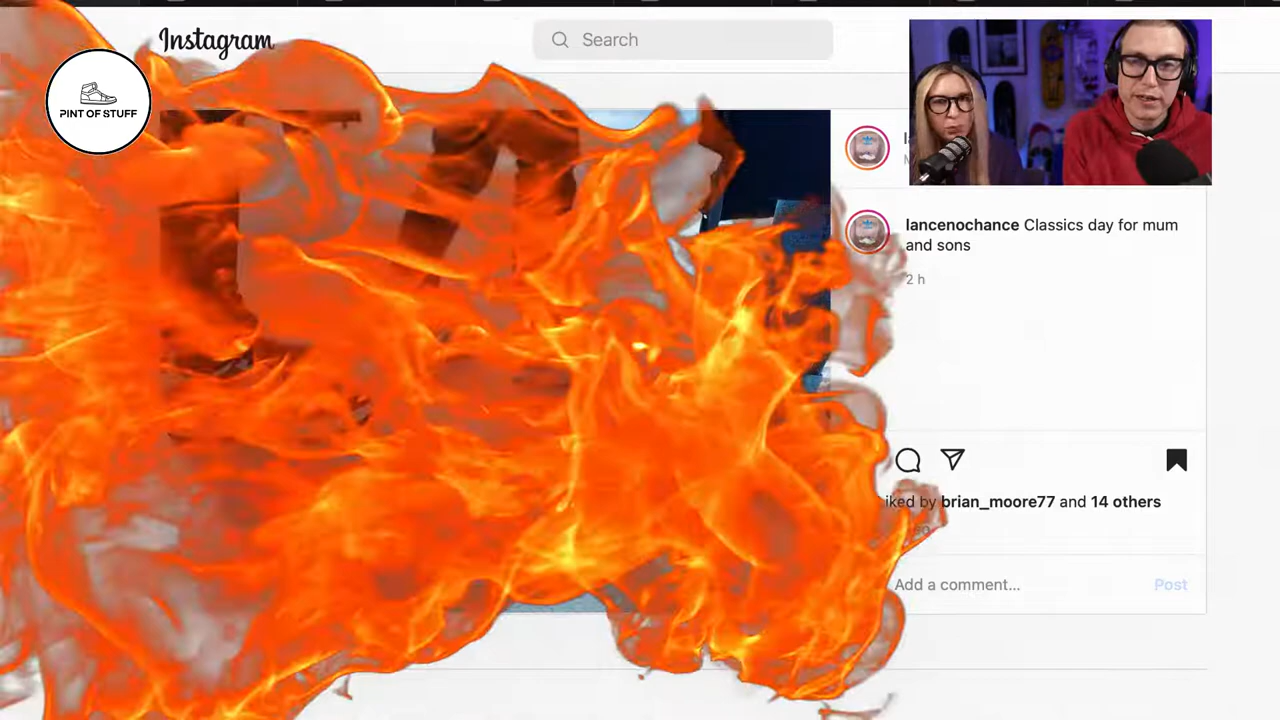 Instagram
Search
PINT OF STUFF
lancenochance Classics day for mum
and sons
2 h
iked by brian_moore77 and 14 others
Add a comment...
Post